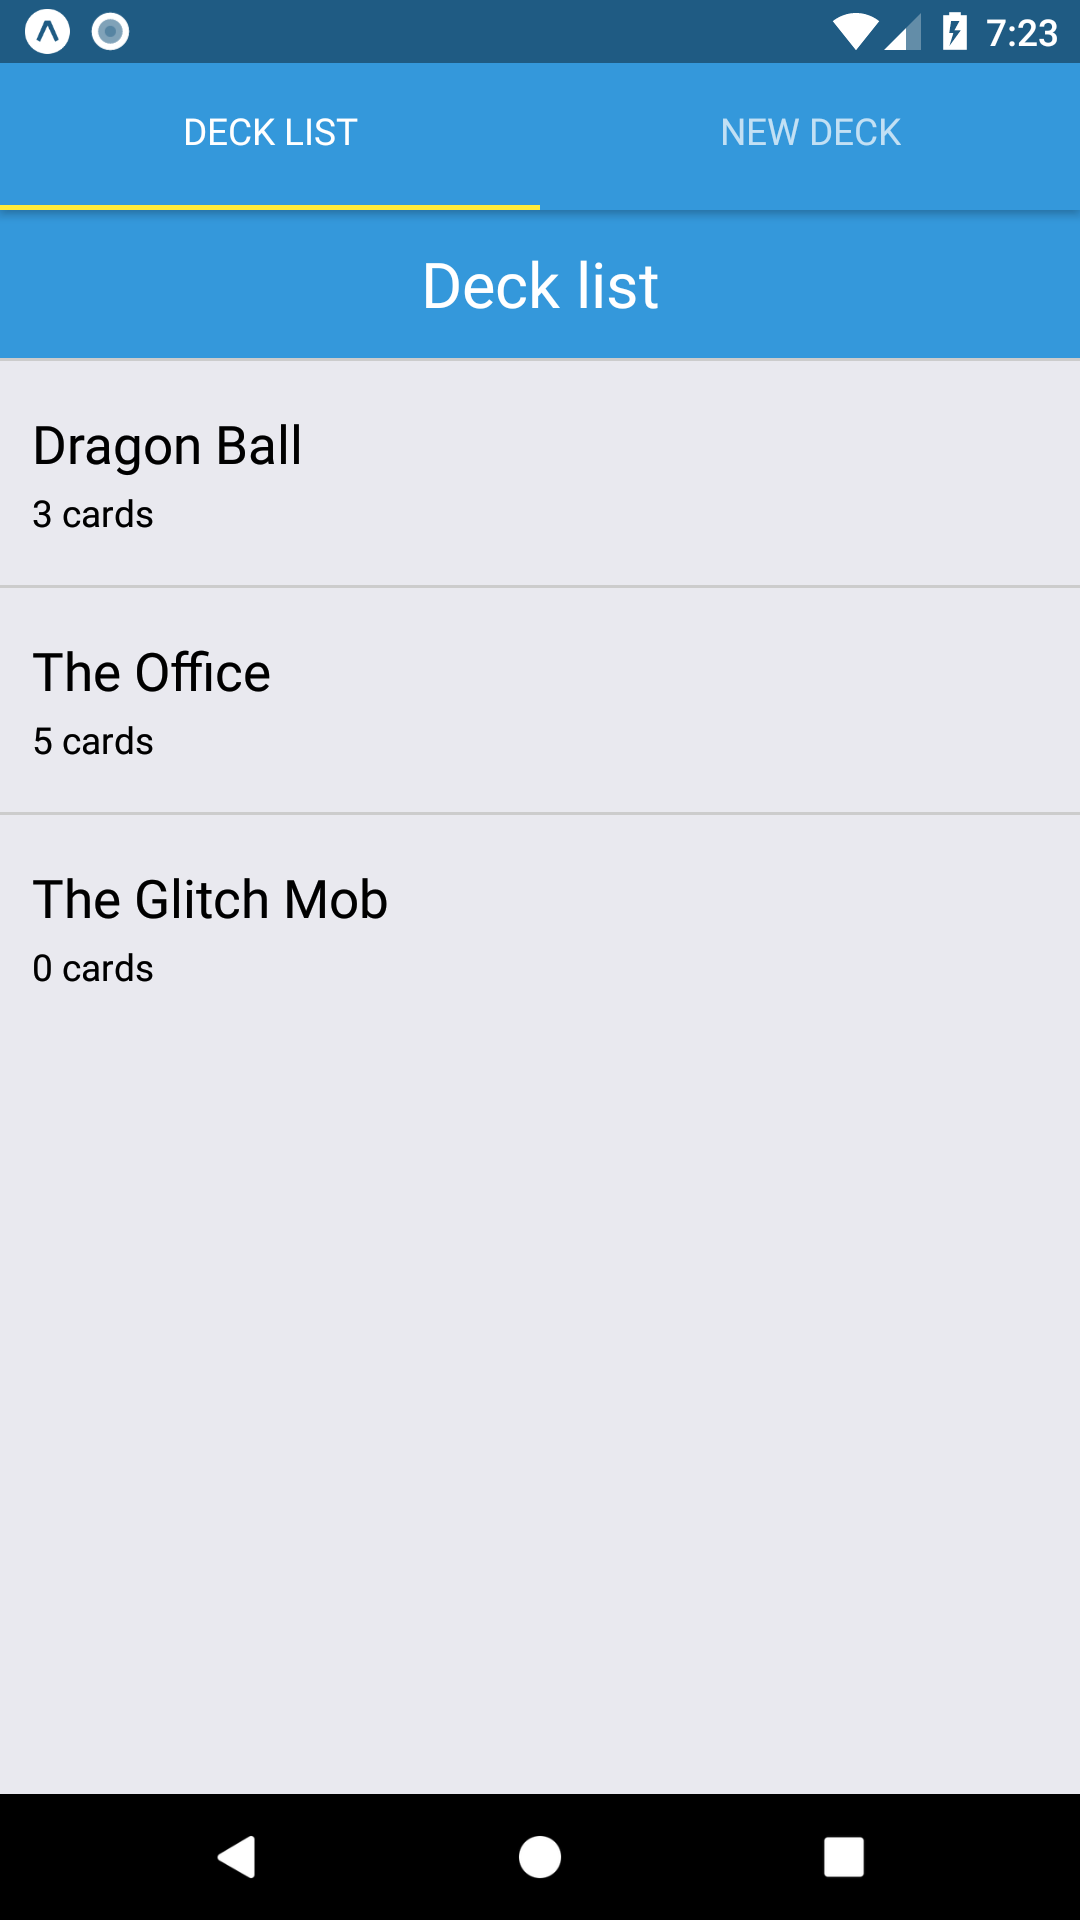 7:23
DECK LIST
NEW DECK
Deck list
Dragon Ball
3 cards
The Office
5 cards
The Glitch Mob
0 cards